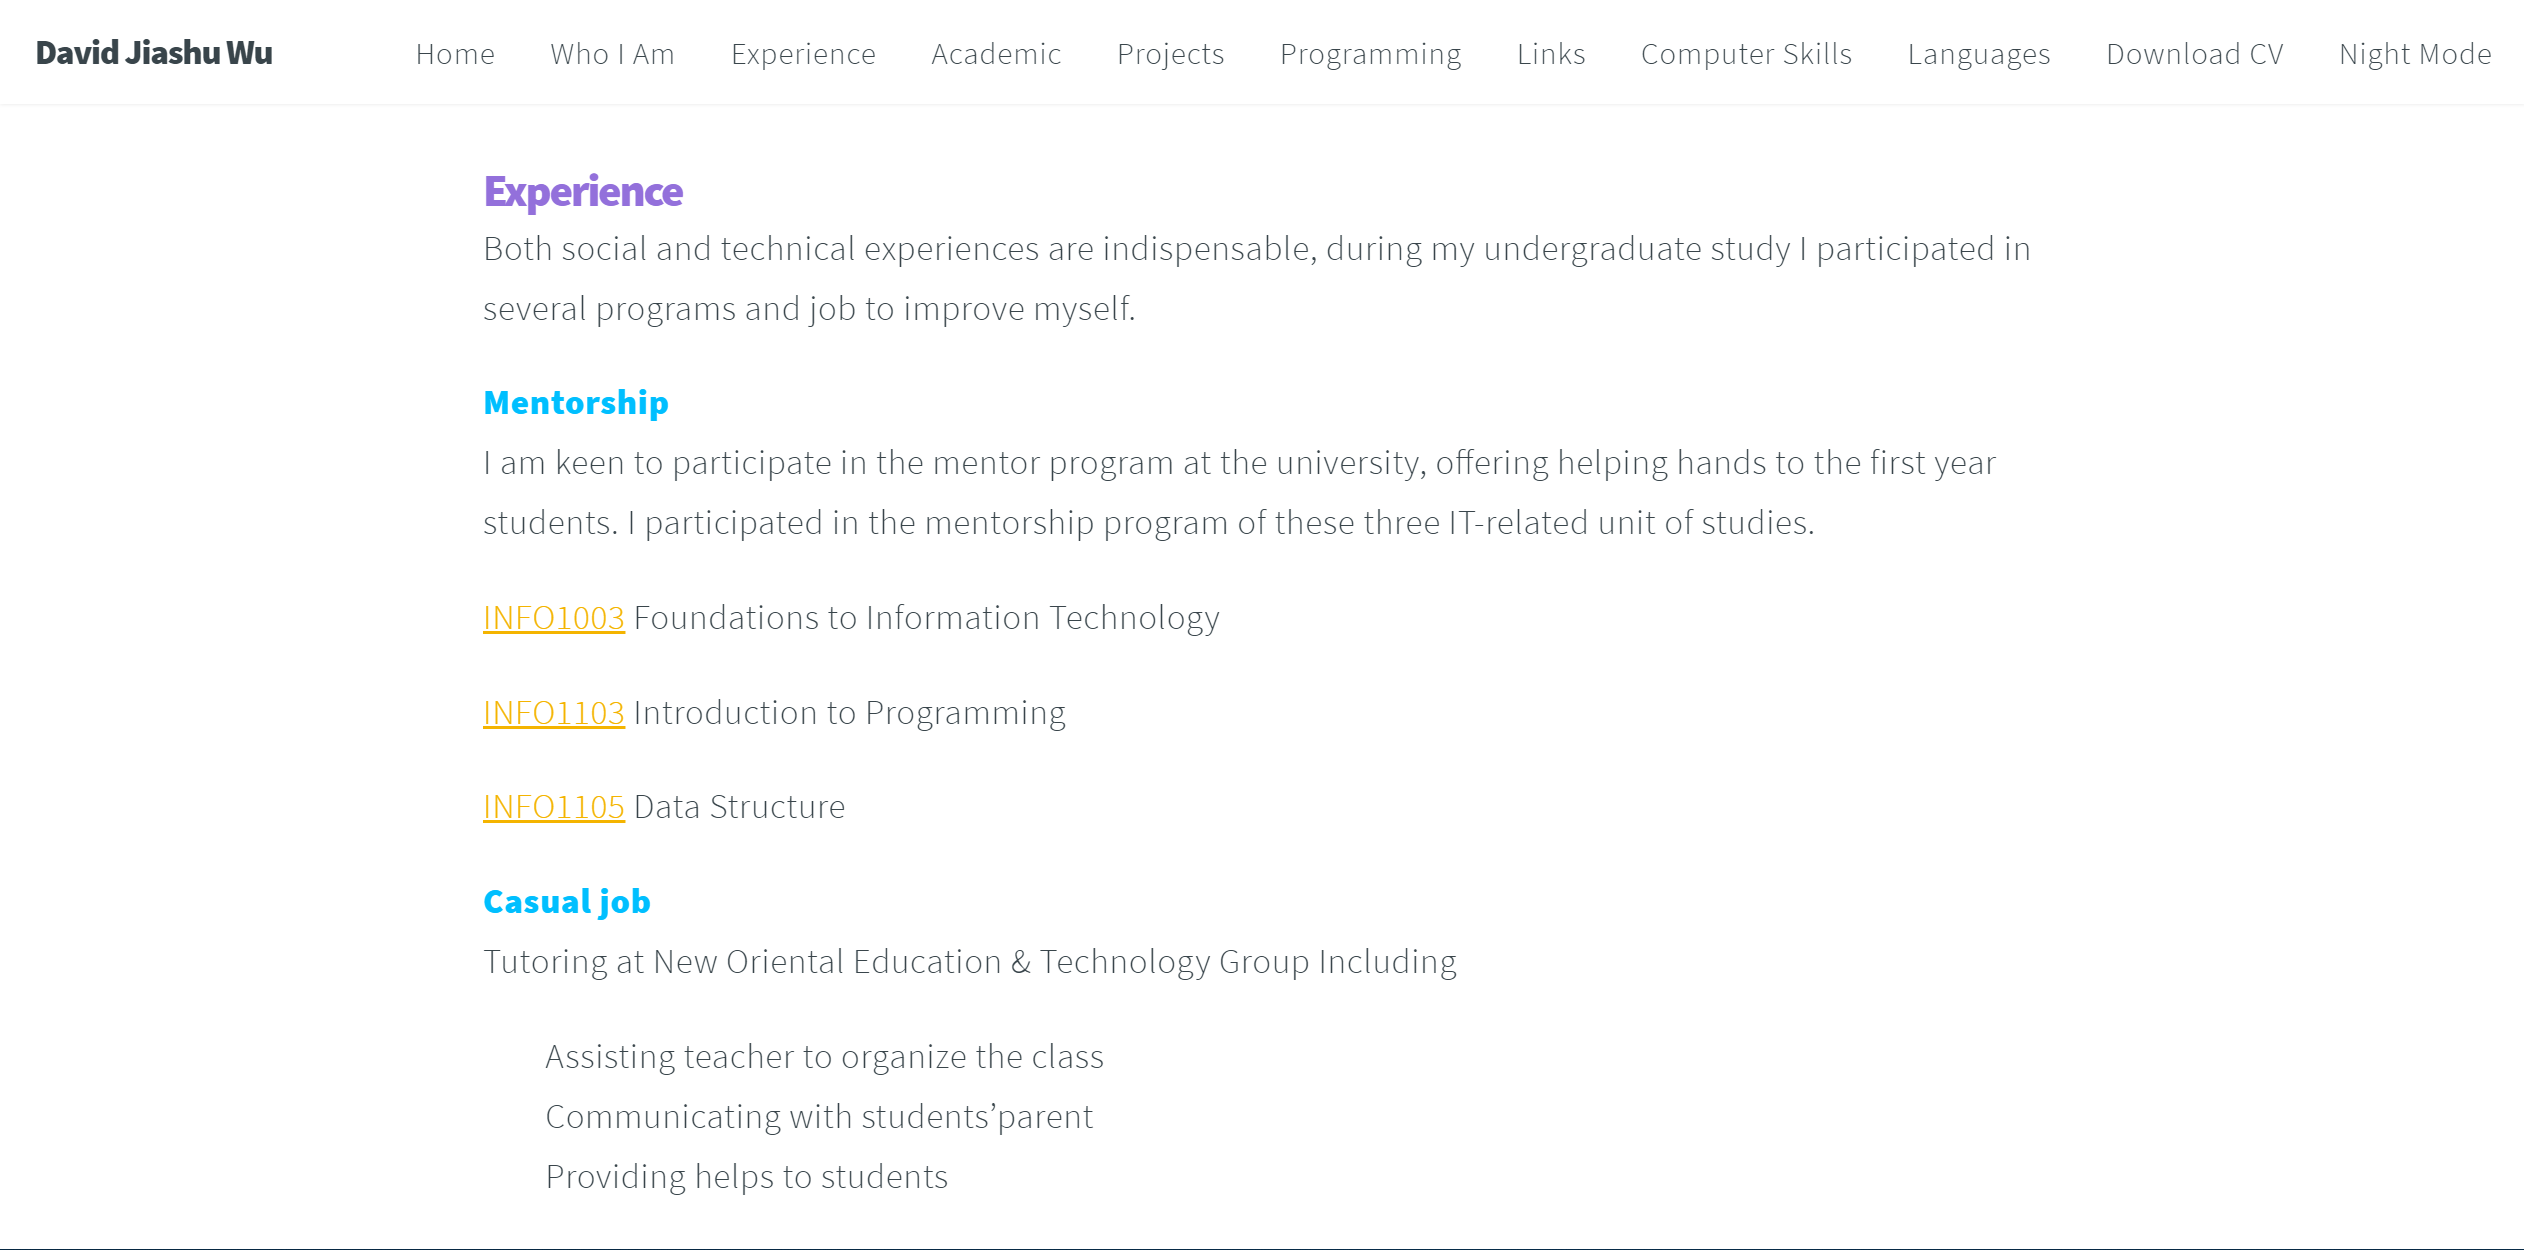 David Jiashu Wu Home Who I Am Experience Academic Projects Programming Links Computer Skills Languages Download CV Night Mode
Experience
Both social and technical experiences are indispensable, during my undergraduate study I participated in
several programs and job to improve myself.
Mentorship
I am keen to participate in the mentor program at the university, offering helping hands to the first year
students. I participated in the mentorship program of these three IT-related unit of studies.
INFO1003 Foundations to Information Technology
INFO1103 Introduction to Programming
INFO1105 Data Structure
Casual job
Tutoring at New Oriental Education & Technology Group Including
Assisting teacher to organize the class
Communicating with students’parent
Providing helps to students